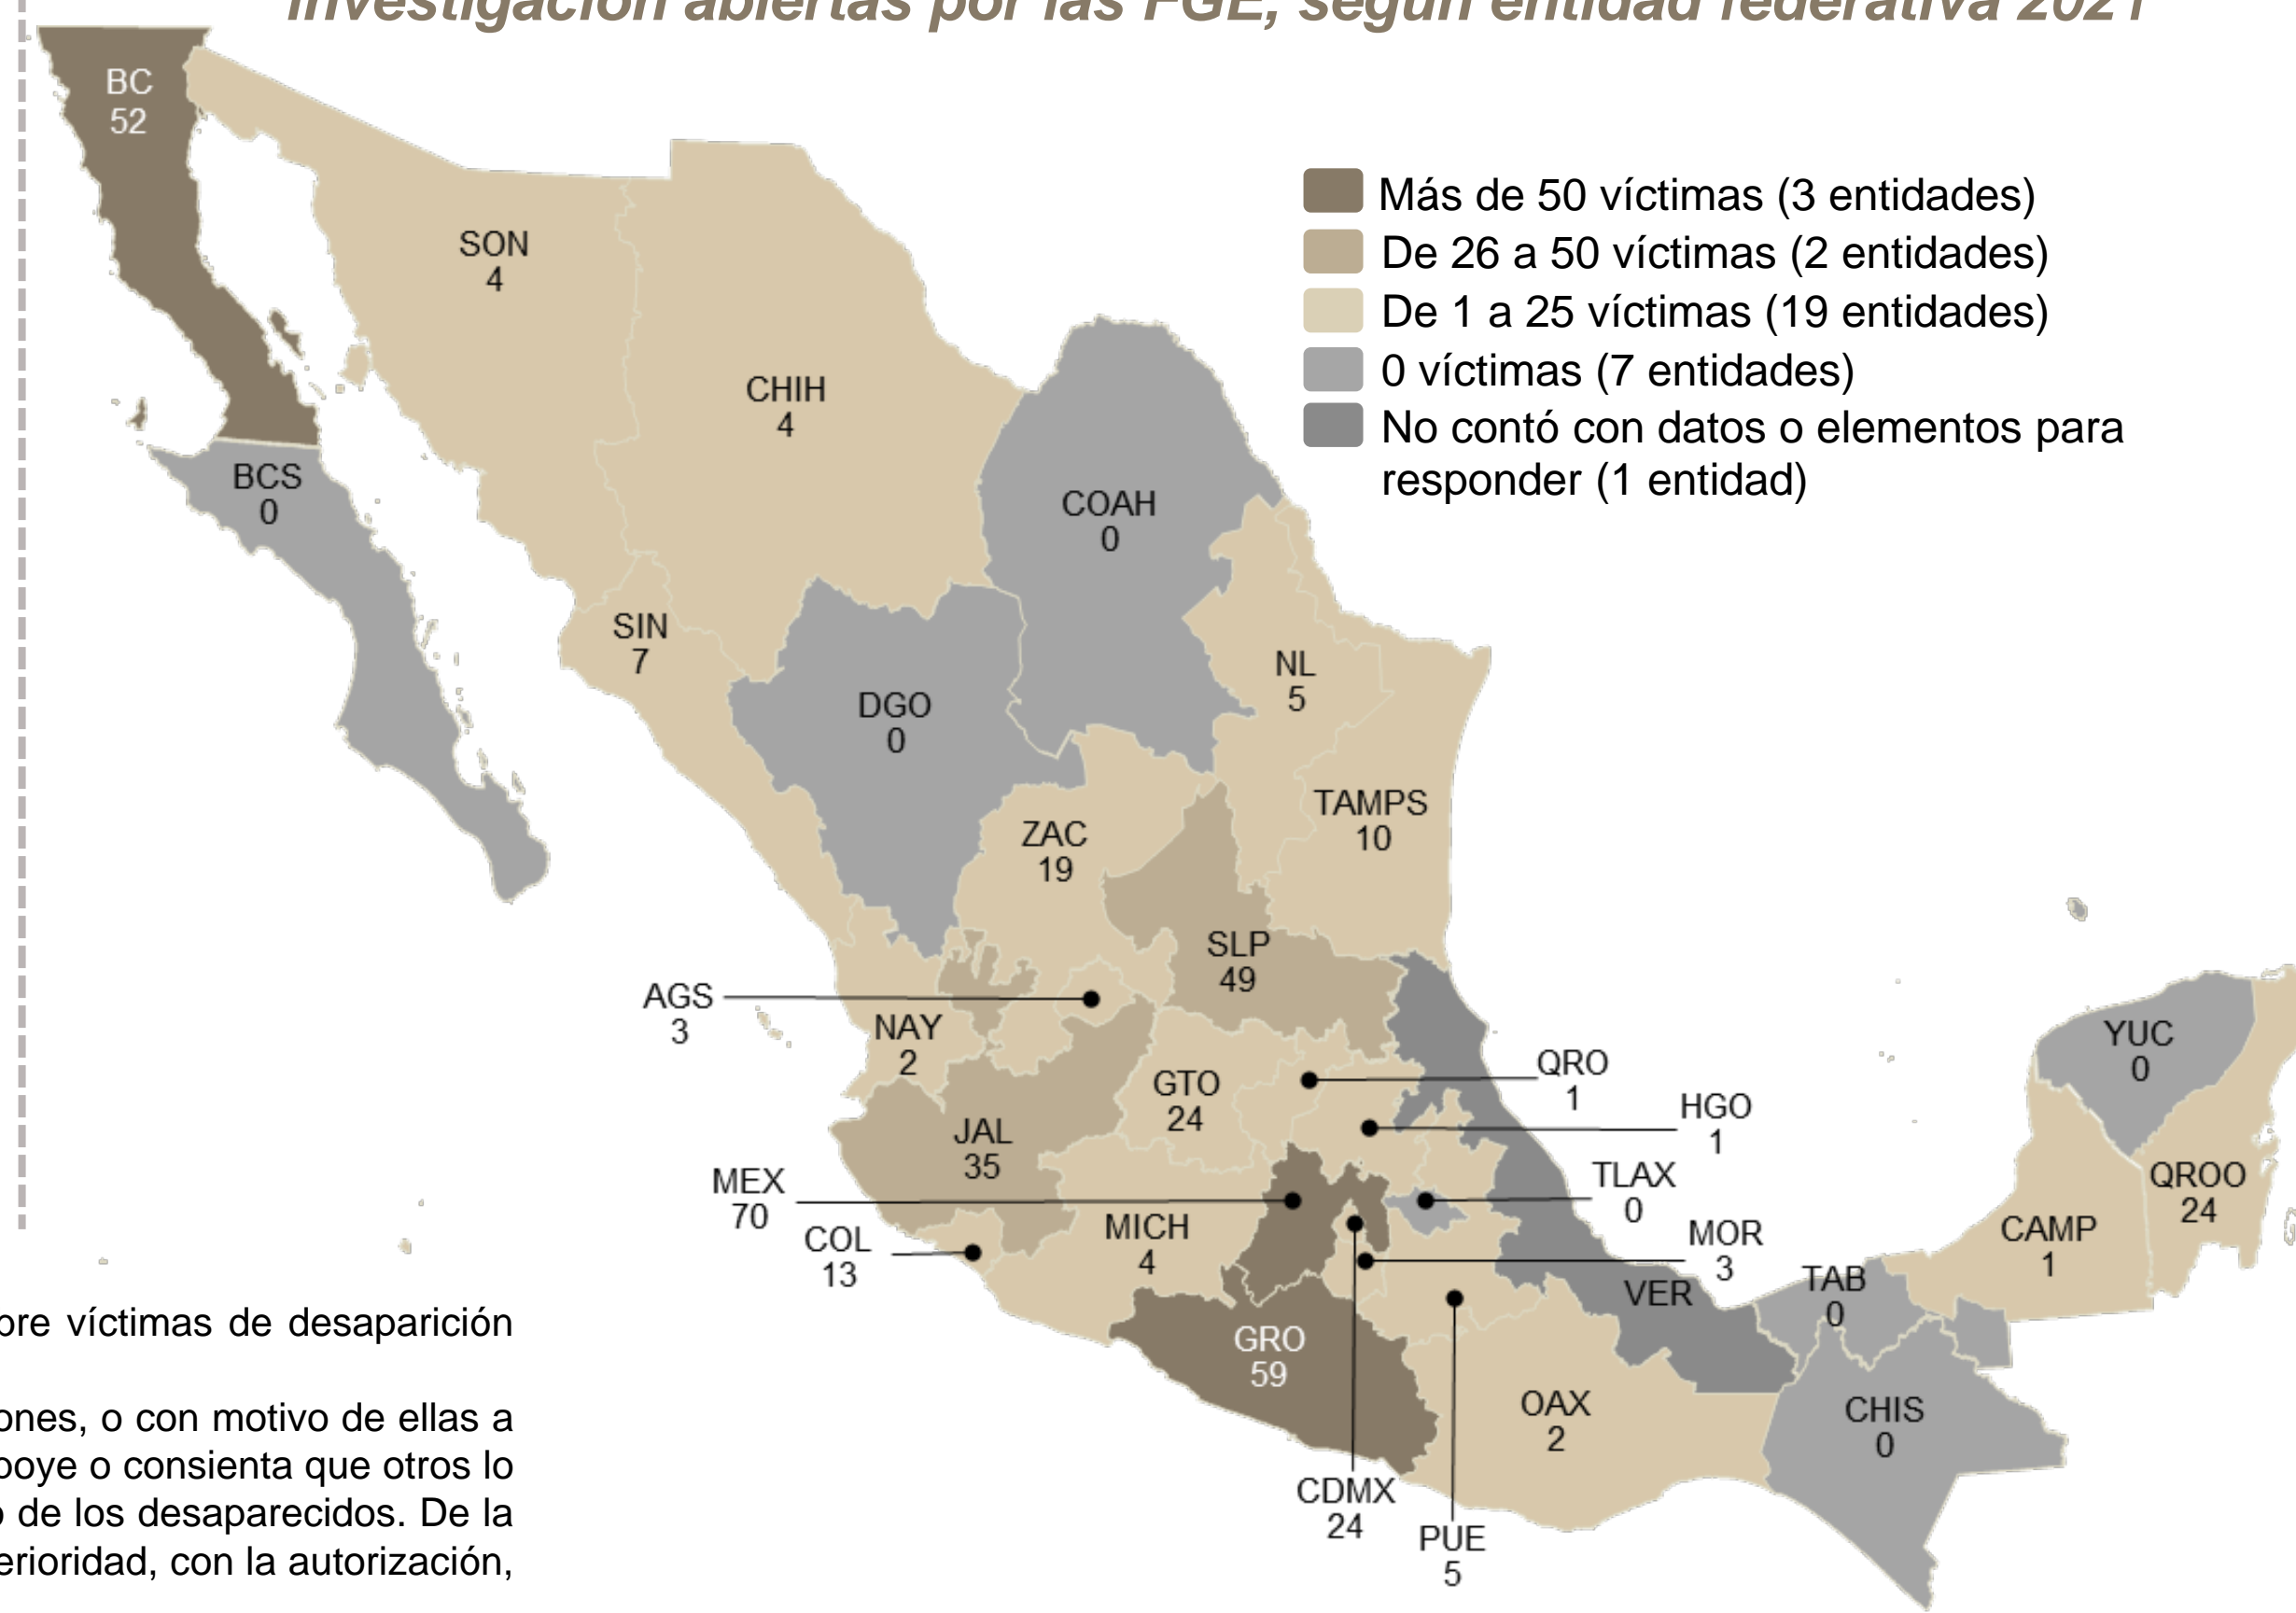 investigación abiertas por las FGE, según entidad federativa 2021
BC
52
SON
4
CHIH
4
BCS
0
COAH
0
SIN
7
NL
5
DGO
0
TAMPS
10
ZAC
19
SLP
49
AGS
3
NAY
2
GTO
24
QRO
1
HGO
1
JAL
35
MEX
70
TLAX
0
COL
13
MICH
4
MOR
3
VER
TAB
0
YUC
0
QROO
24
CAMP
1
GRO
59
OAX
2
CHIS
0
CDMX
24
PUE
5
Más de 50 víctimas (3 entidades)
De 26 a 50 víctimas (2 entidades)
De 1 a 25 víctimas (19 entidades)
0 víctimas (7 entidades)
No contó con datos o elementos para
responder (1 entidad)
bre víctimas de desaparición
ones, o con motivo de ellas a
poye o consienta que otros lo
o de los desaparecidos. De la
erioridad, con la autorización,